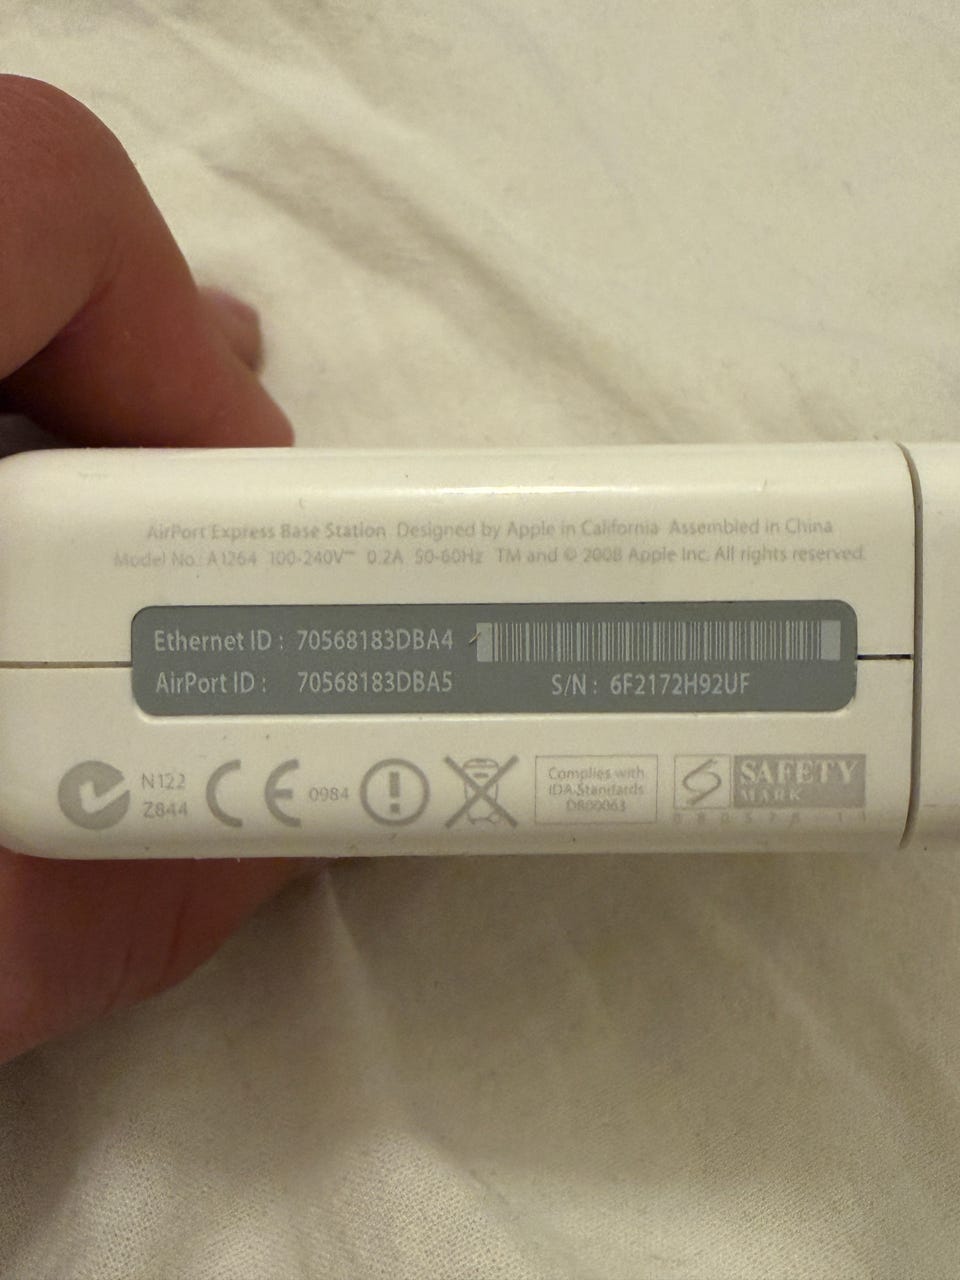 AirPort Express Base Station Designed by Apple in California Assembled in China
Model No.: A1264 100-240V~ 0.2A 50-60Hz TM and © 2008 Apple Inc. All rights reserved.
Ethernet ID : 70568183DBA4
AirPort ID : 70568183DBA5 S/N : 6F2172H92UF
N122
Z844
CE 0984
Complies with
IDA Standards
DB00063
SAFETY
MARK